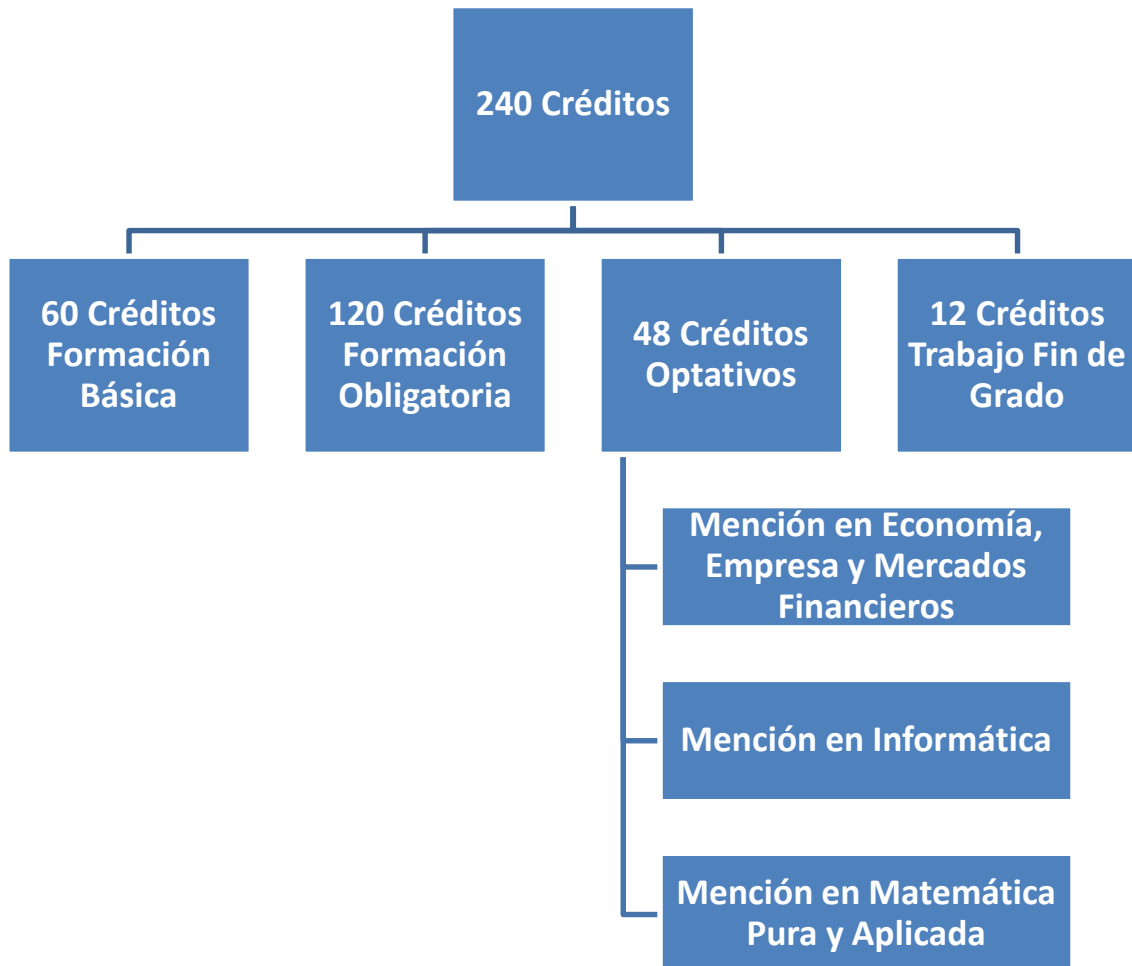 240 Créditos
60 Créditos
Formación
Básica
120 Créditos
Formación
Obligatoria
48 Créditos
Optativos
12 Créditos
Trabajo Fin de
Grado
Mención en Economía,
Empresa y Mercados
Financieros
Mención en Informática
Mención en Matemática
Pura y Aplicada